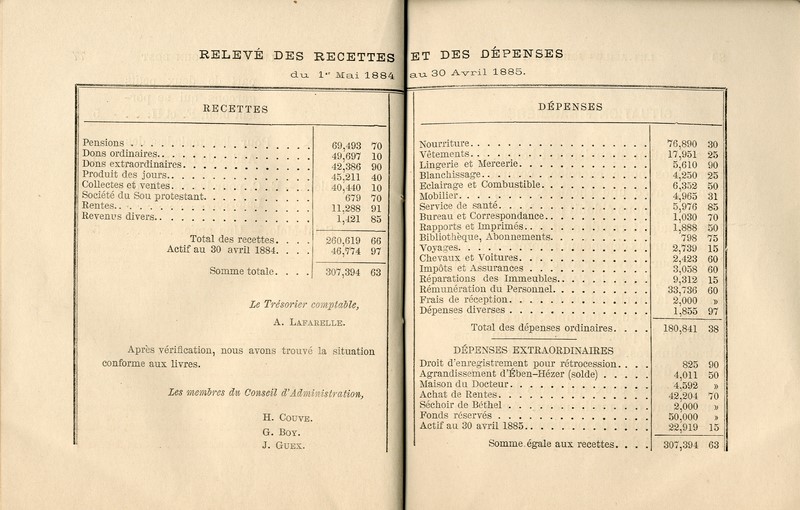 RELEVÉ DES RECETTES ET DES DÉPENSES
du 1er Mai 1884 au 30 Avril 1885.
RECETTES
Pensions . . . . . . . . . . . . . . . . . 69,493 70
Dons ordinaires. . . . . . . . . . . . . . . 49,697 10
Dons extraordinaires. . . . . . . . . . . . . 42,386 90
Produit des jours. . . . . . . . . . . . . . 45,211 40
Collectes et ventes. . . . . . . . . . . . . 40,440 10
Société du Sou protestant. . . . . . . . . . 679 70
Rentes. . . . . . . . . . . . . . . . . . 11,288 91
Revenus divers. . . . . . . . . . . . . . . 1,421 85
Total des recettes. . . . 260,619 66
Actif au 30 avril 1884. . . . 46,774 97
Somme totale. . . . 307,394 63
Le Trésorier comptable,
A. LAFARELLE.
Après vérification, nous avons trouvé la situation
conforme aux livres.
Les membres du Conseil d'Administration,
H. COUVE.
G. BOY.
J. GUEX.
DÉPENSES
Nourriture. . . . . . . . . . . . . . . . 76,890 30
Vêtements. . . . . . . . . . . . . . . . 17,951 25
Lingerie et Mercerie. . . . . . . . . . . . 5,610 90
Blanchissage. . . . . . . . . . . . . . . 4,250 25
Eclairage et Combustible. . . . . . . . . . 6,352 50
Mobilier. . . . . . . . . . . . . . . . . 4,965 31
Service de santé. . . . . . . . . . . . . 5,976 85
Bureau et Correspondance. . . . . . . . . . 1,030 70
Rapports et Imprimés. . . . . . . . . . . . 1,888 50
Bibliothèque, Abonnements. . . . . . . . . . 798 75
Voyages. . . . . . . . . . . . . . . . . 2,739 15
Chevaux et Voitures. . . . . . . . . . . . 2,423 60
Impôts et Assurances . . . . . . . . . . . 3,058 60
Réparations des Immeubles. . . . . . . . . . 9,312 15
Rémunération du Personnel. . . . . . . . . . 33,736 60
Frais de réception. . . . . . . . . . . . . 2,000 »
Dépenses diverses . . . . . . . . . . . . . 1,855 97
Total des dépenses ordinaires. . . . 180,841 38
DÉPENSES EXTRAORDINAIRES
Droit d'enregistrement pour rétrocession. . . . 825 90
Agrandissement d'Ében-Hézer (solde) . . . . . 4,011 50
Maison du Docteur. . . . . . . . . . . . . 4,592 »
Achat de Rentes. . . . . . . . . . . . . . 42,204 70
Séchoir de Béthel . . . . . . . . . . . . . 2,000 »
Fonds réservés . . . . . . . . . . . . . . 50,000 »
Actif au 30 avril 1885. . . . . . . . . . . 22,919 15
Somme égale aux recettes. . . . 307,394 63